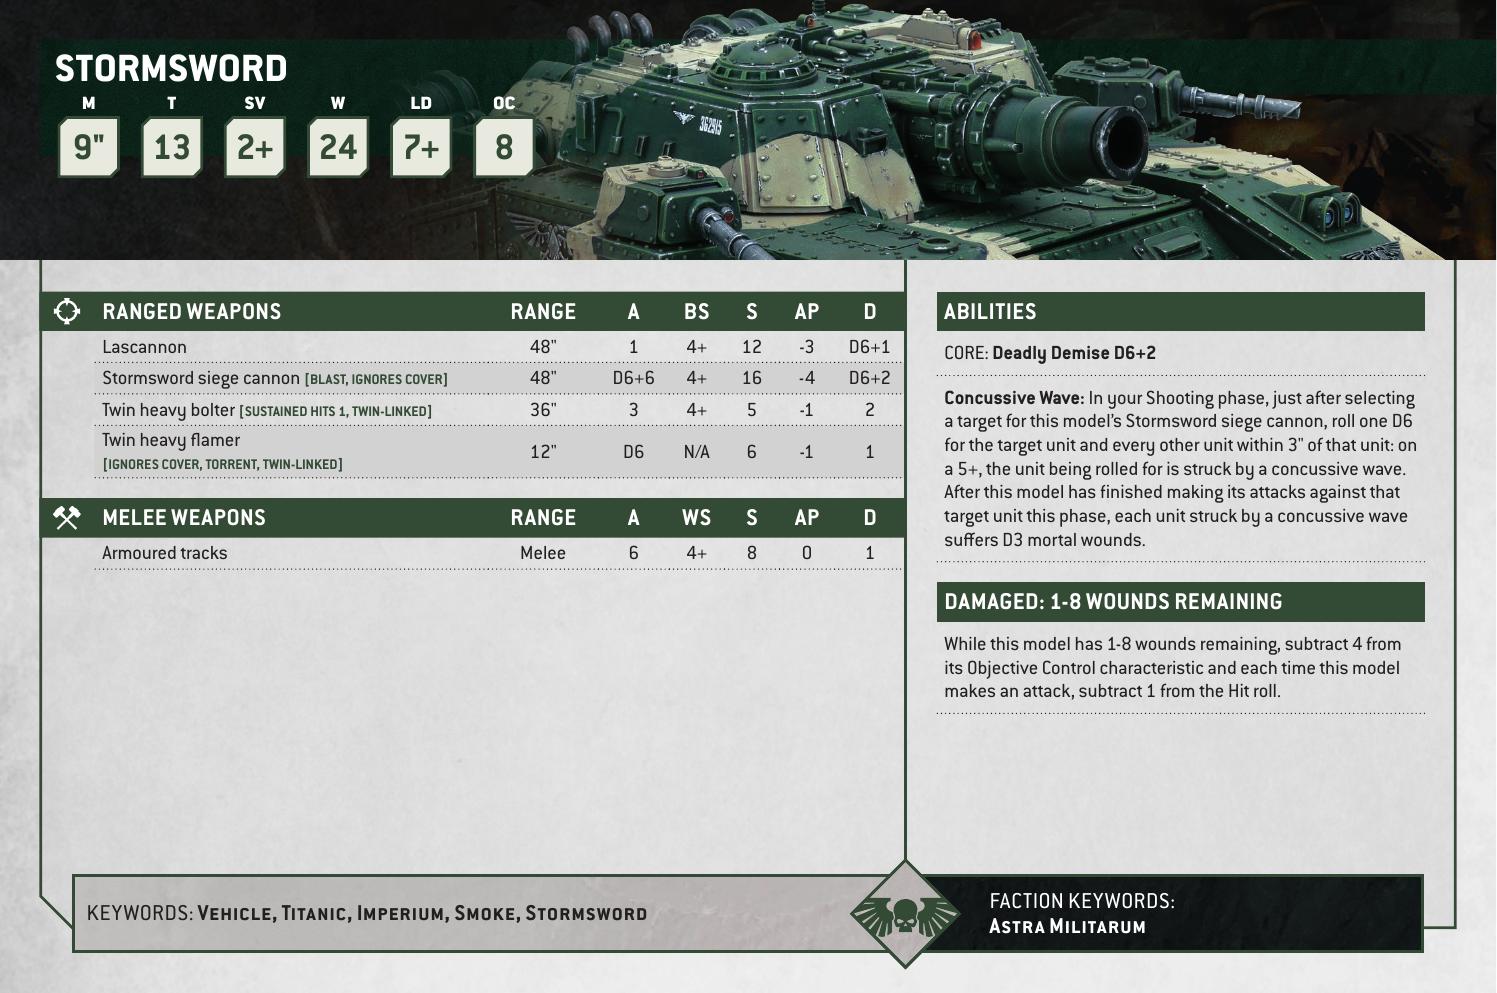 STORMSWORD
M T SV W LD OC
9" 13 2+ 24 7+ 8
362915
RANGED WEAPONS RANGE A BS S AP D
Lascannon 48" 1 4+ 12 -3 D6+1
Stormsword siege cannon [BLAST, IGNORES COVER] 48" D6+6 4+ 16 -4 D6+2
Twin heavy bolter [SUSTAINED HITS 1, TWIN-LINKED] 36" 3 4+ 5 -1 2
Twin heavy flamer
[IGNORES COVER, TORRENT, TWIN-LINKED] 12" D6 N/A 6 -1 1
MELEE WEAPONS RANGE A WS S AP D
Armoured tracks Melee 6 4+ 8 0 1
ABILITIES
CORE: Deadly Demise D6+2
Concussive Wave: In your Shooting phase, just after selecting
a target for this model's Stormsword siege cannon, roll one D6
for the target unit and every other unit within 3" of that unit: on
a 5+, the unit being rolled for is struck by a concussive wave.
After this model has finished making its attacks against that
target unit this phase, each unit struck by a concussive wave
suffers D3 mortal wounds.
DAMAGED: 1-8 WOUNDS REMAINING
While this model has 1-8 wounds remaining, subtract 4 from
its Objective Control characteristic and each time this model
makes an attack, subtract 1 from the Hit roll.
KEYWORDS: Vehicle, Titanic, Imperium, Smoke, Stormsword
FACTION KEYWORDS:
Astra Militarum